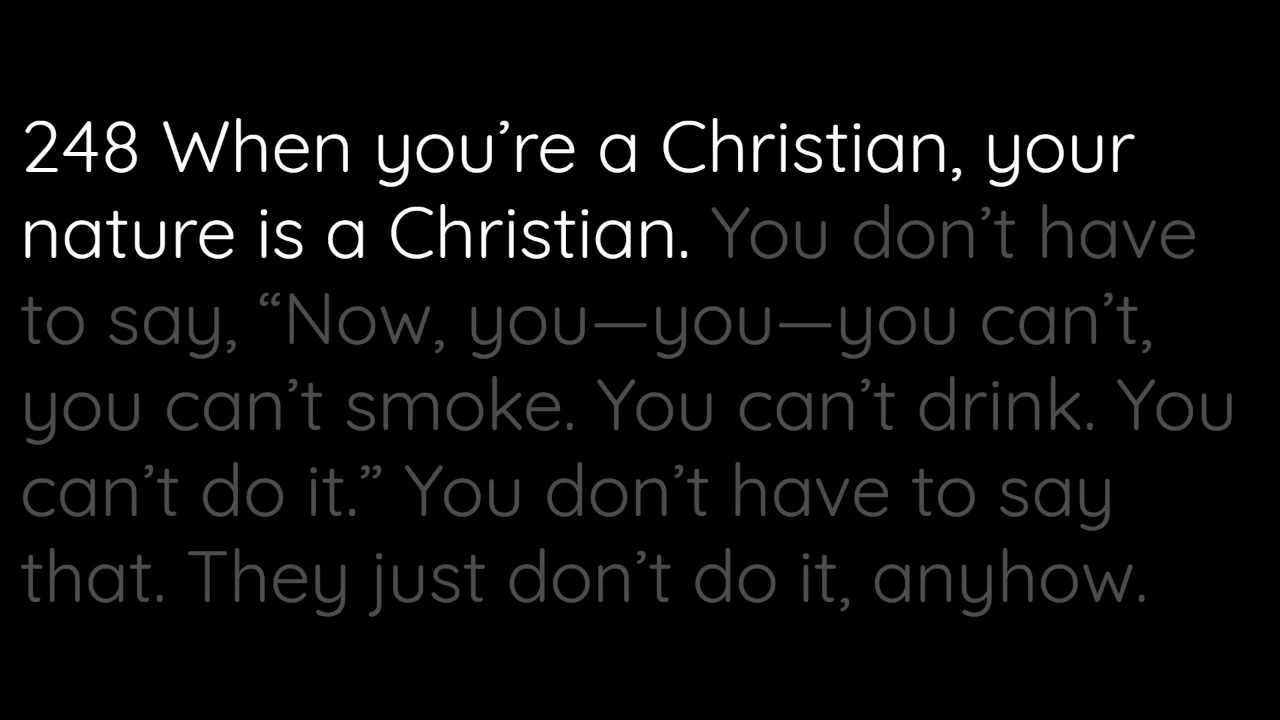 248 When you’re a Christian, your
nature is a Christian. You don’t have
to say, “Now, you—you—you can’t,
you can’t smoke. You can’t drink. You
can’t do it.” You don’t have to say
that. They just don’t do it, anyhow.